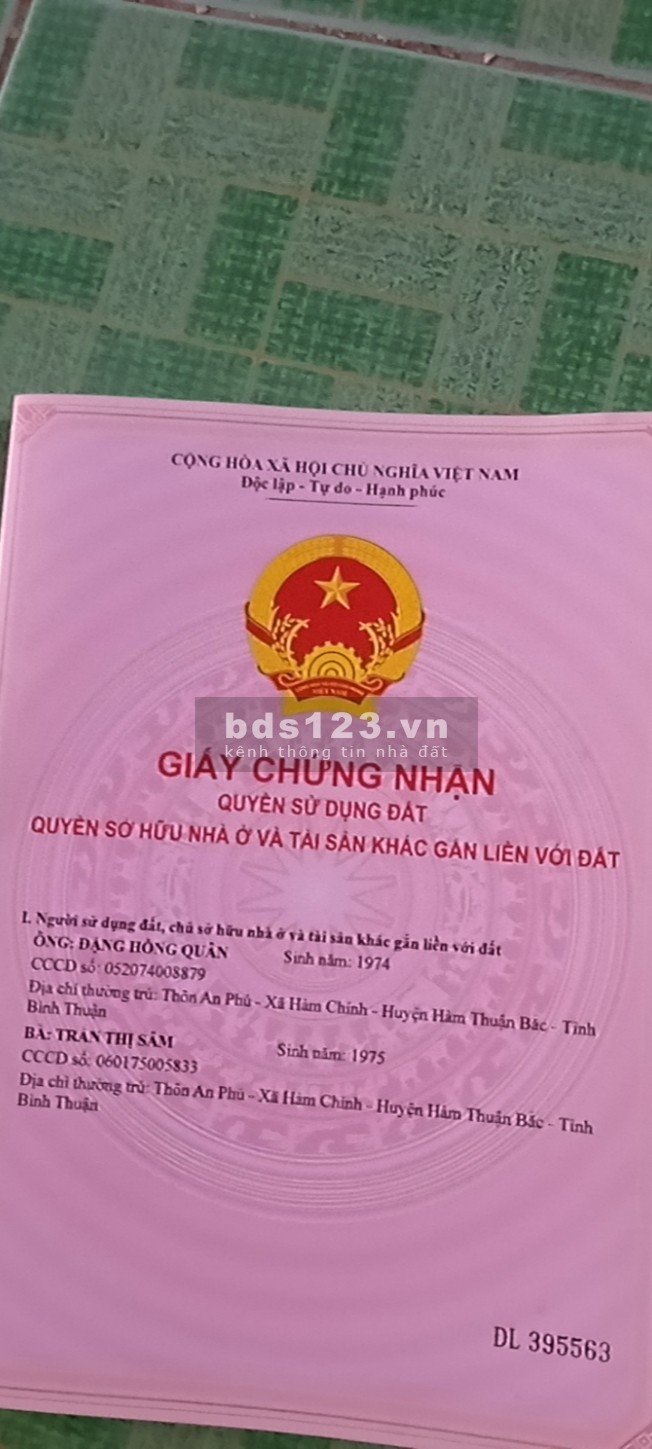 CỘNG HÒA XÃ HỘI CHỦ NGHĨA VIỆT NAM
Độc lập - Tự do - Hạnh phúc
VIỆT NAM
bds123.vn
kênh thông tin nhà đất
GIẤY CHỨNG NHẬN
QUYỀN SỬ DỤNG ĐẤT
QUYỀN SỞ HỮU NHÀ Ở VÀ TÀI SẢN KHÁC GẮN LIỀN VỚI ĐẤT
I. Người sử dụng đất, chủ sở hữu nhà ở và tài sản khác gắn liền với đất
ÔNG: ĐẶNG HỒNG QUÂN Sinh năm: 1974
CCCD số: 052074008879
Địa chỉ thường trú: Thôn An Phú - Xã Hàm Chính - Huyện Hàm Thuận Bắc - Tỉnh
Bình Thuận
BÀ: TRẦN THỊ SÂM Sinh năm: 1975
CCCD số: 060175005833
Địa chỉ thường trú: Thôn An Phú - Xã Hàm Chính - Huyện Hàm Thuận Bắc - Tỉnh
Bình Thuận
DL 395563